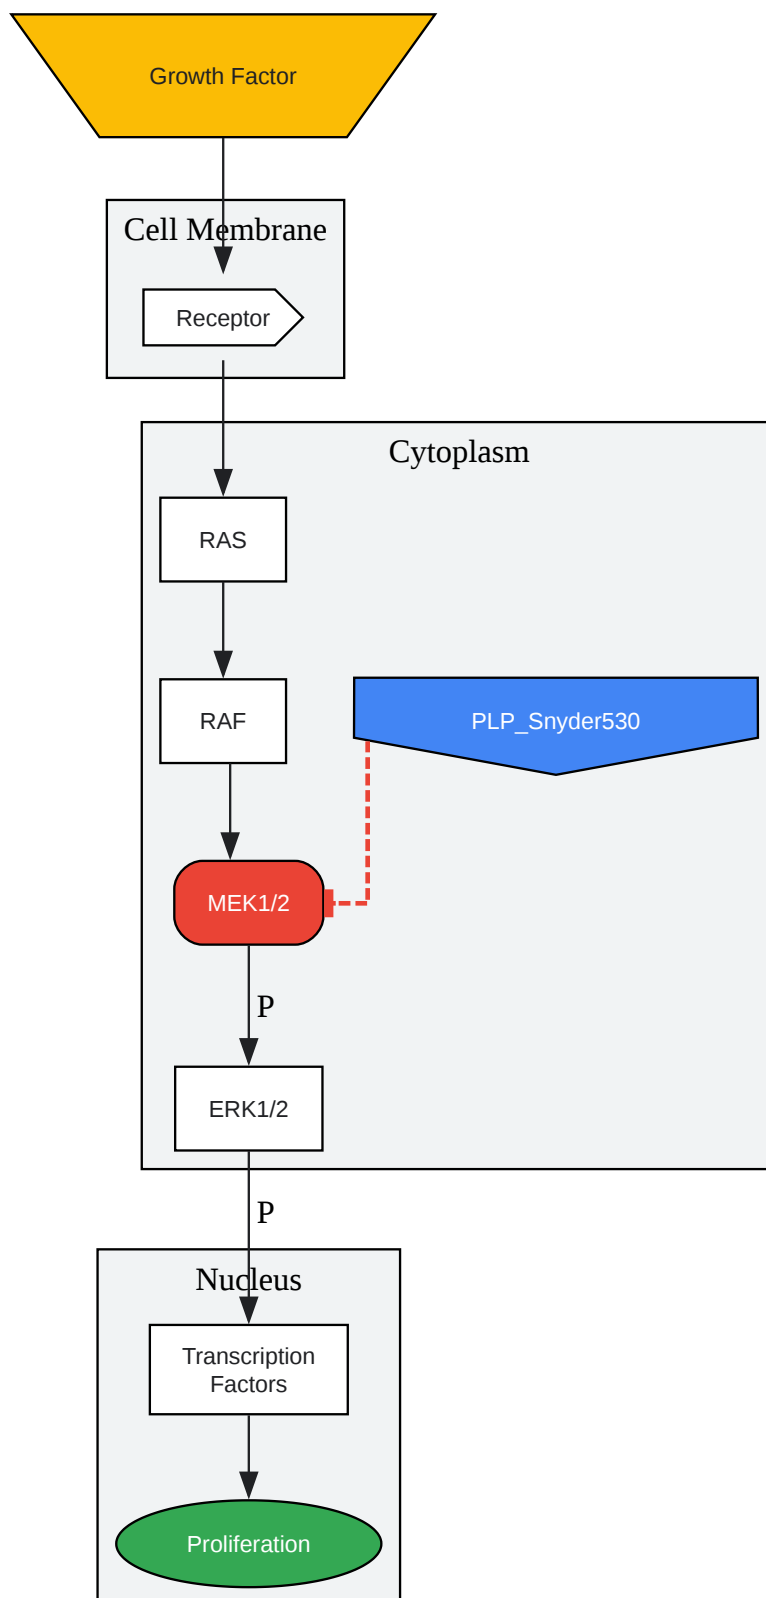 Growth Factor
Cell Membrane
Receptor
Cytoplasm
RAS
RAF
PLP_Snyder530
MEK1/2
P
ERK1/2
P
Nucleus
Transcription
Factors
Proliferation